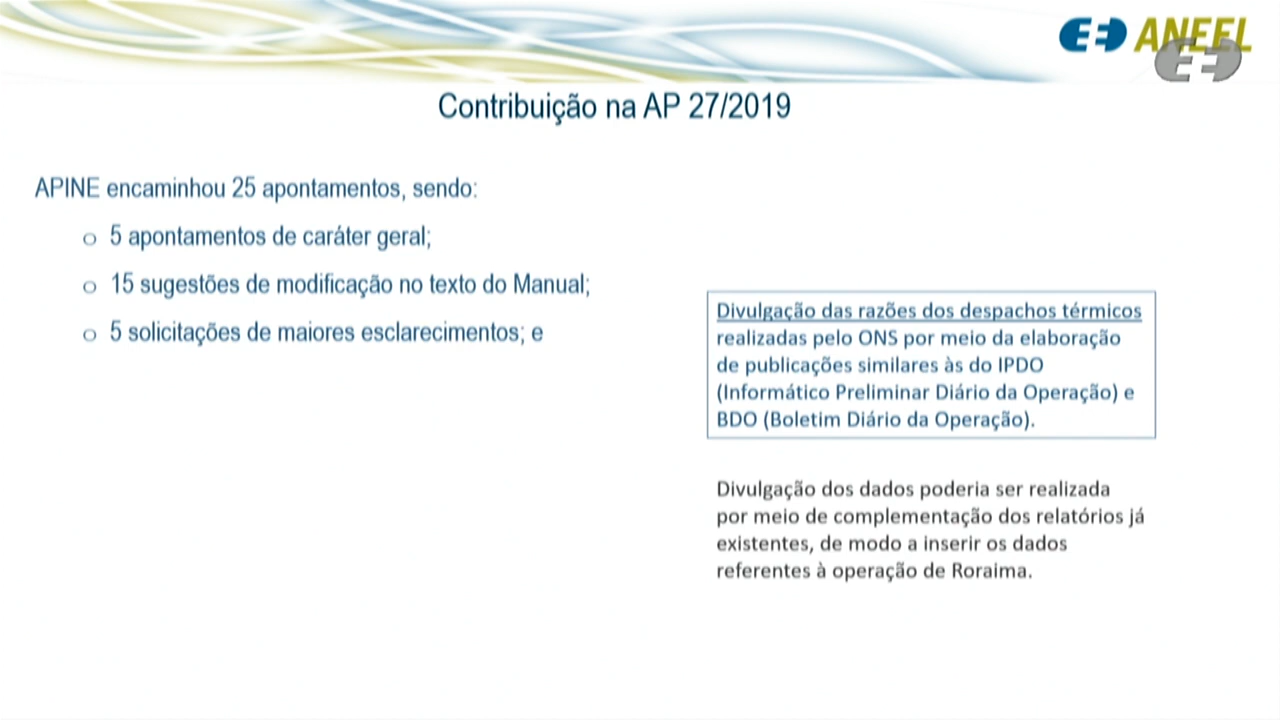 ANEEL
Contribuição na AP 27/2019
APINE encaminhou 25 apontamentos, sendo:
o 5 apontamentos de caráter geral;
o 15 sugestões de modificação no texto do Manual;
o 5 solicitações de maiores esclarecimentos; e
Divulgação das razões dos despachos térmicos
realizadas pelo ONS por meio da elaboração
de publicações similares às do IPDO
(Informático Preliminar Diário da Operação) e
BDO (Boletim Diário da Operação).
Divulgação dos dados poderia ser realizada
por meio de complementação dos relatórios já
existentes, de modo a inserir os dados
referentes à operação de Roraima.